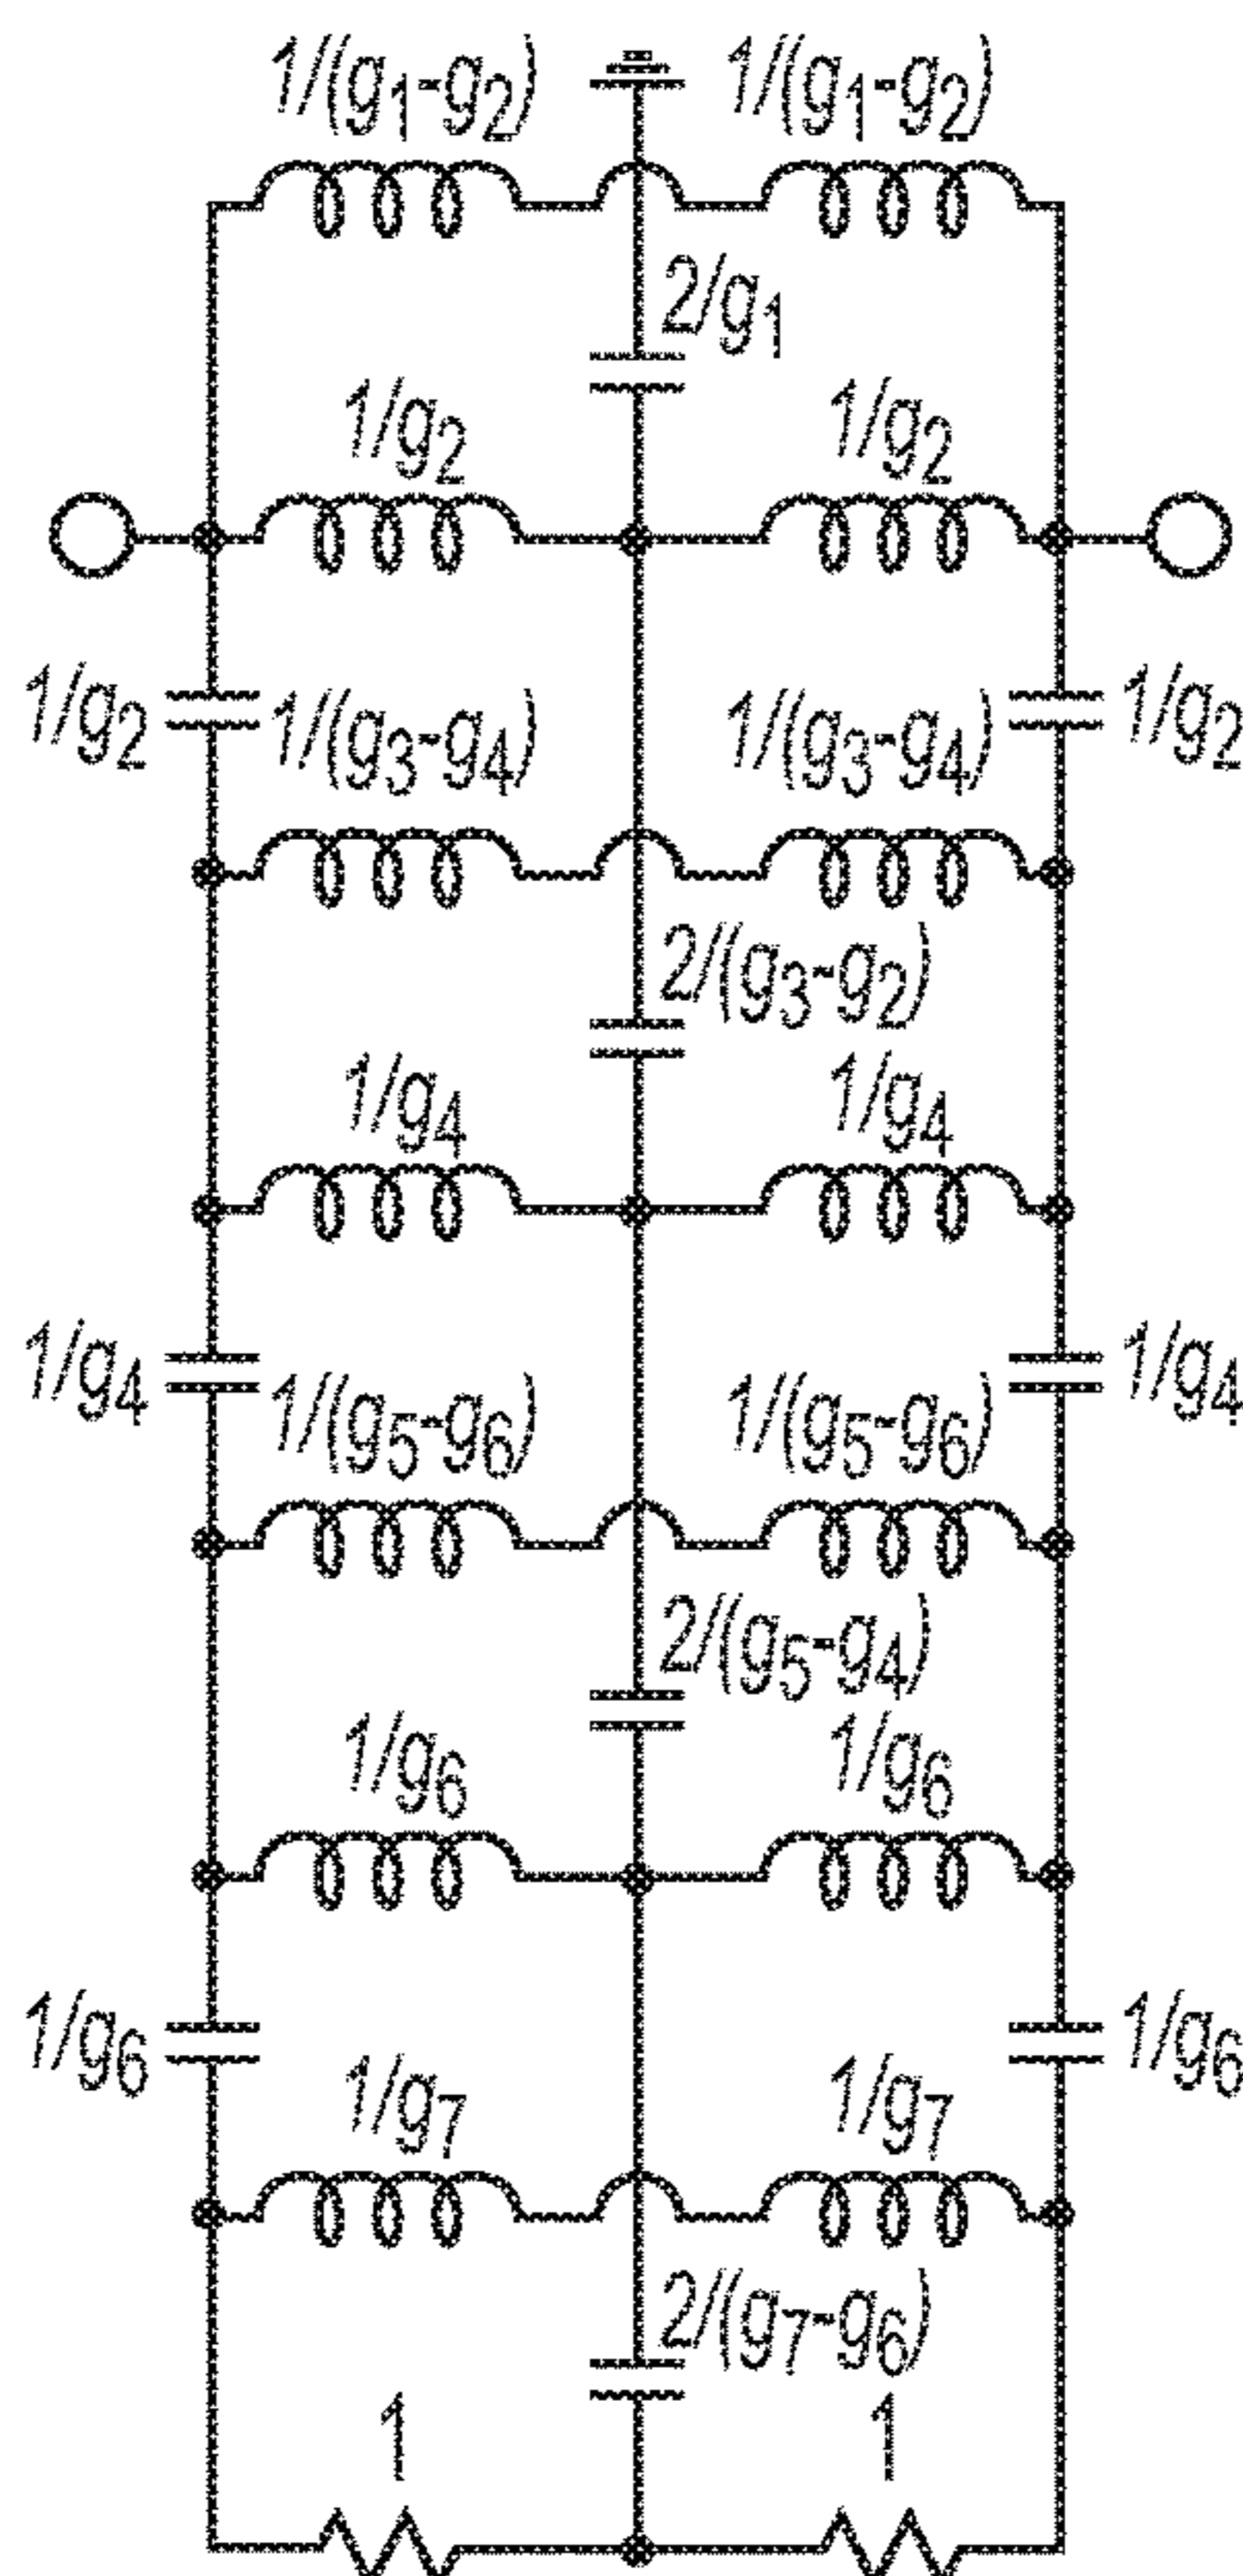 1/(g1-g2) 1/(g1-g2)
2/g1
1/g2 1/g2
1/g2 1/(g3-g4) 1/(g3-g4) 1/g2
2/(g3-g2)
1/g4 1/g4
1/g4 1/(g5-g6) 1/(g5-g6) 1/g4
2/(g5-g4)
1/g6 1/g6
1/g6 1/g7 1/g7 1/g6
2/(g7-g6)
1 1